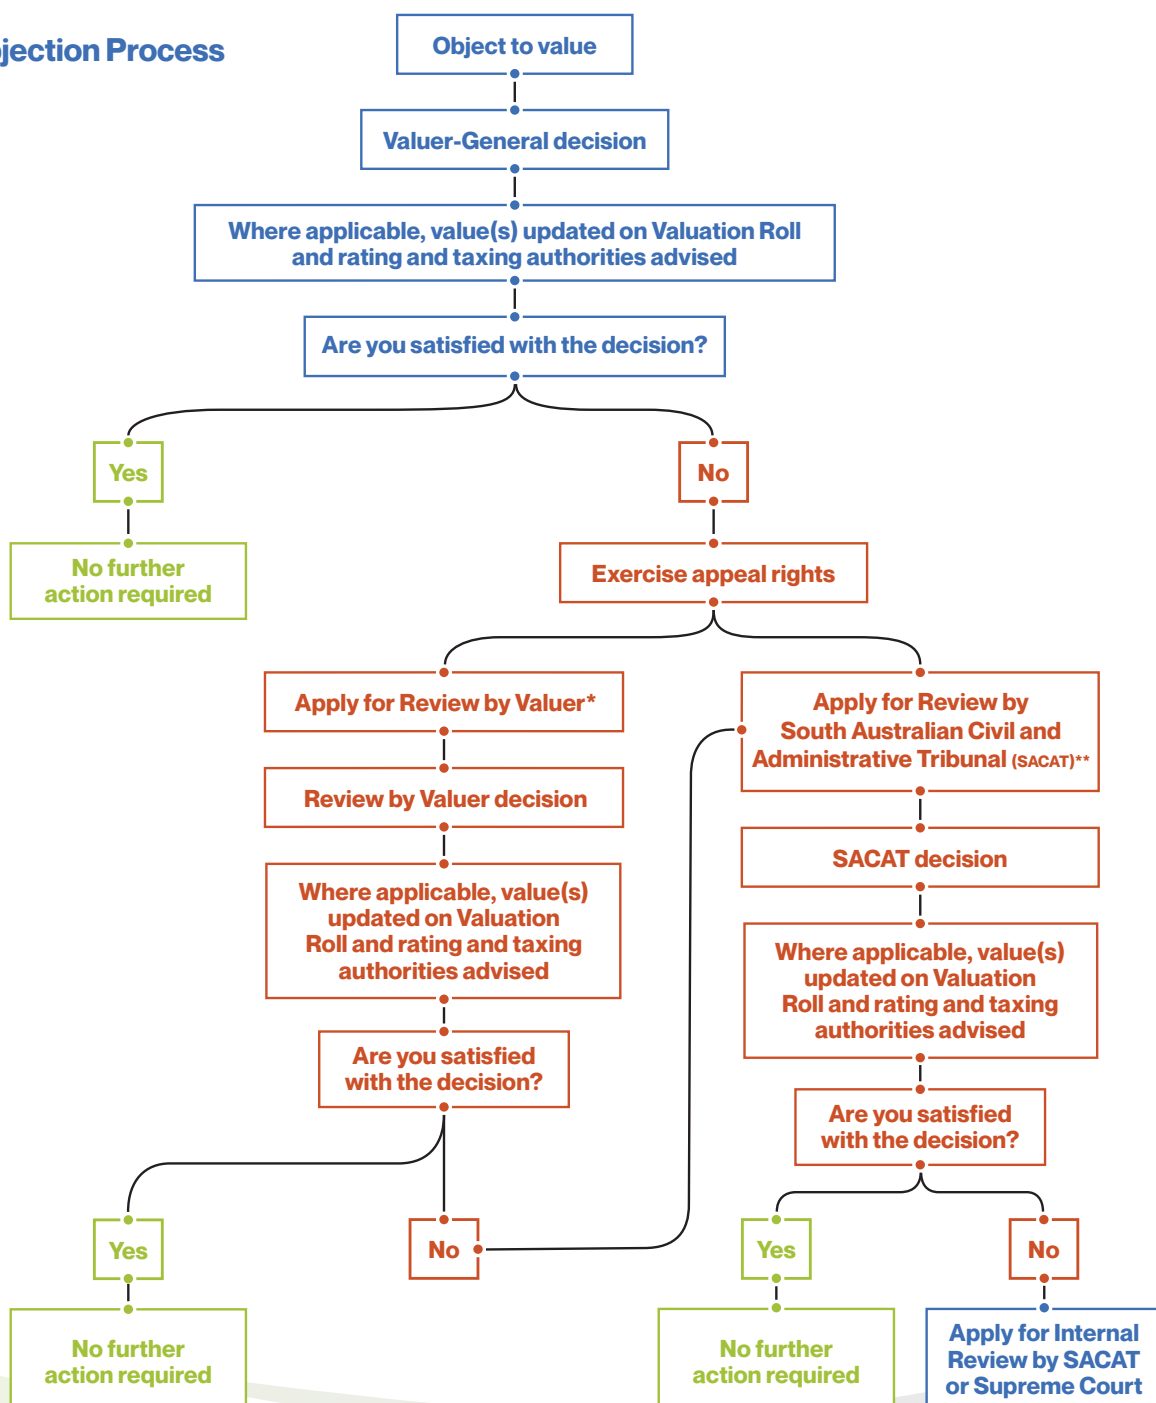 jection Process
Object to value
Valuer-General decision
Where applicable, value(s) updated on Valuation Roll
and rating and taxing authorities advised
Are you satisfied with the decision?
Yes
No
No further
action required
Exercise appeal rights
Apply for Review by Valuer*
Review by Valuer decision
Where applicable, value(s)
updated on Valuation
Roll and rating and taxing
authorities advised
Are you satisfied
with the decision?
Yes
No
No further
action required
Apply for Review by
South Australian Civil and
Administrative Tribunal (SACAT)**
SACAT decision
Where applicable, value(s)
updated on Valuation
Roll and rating and taxing
authorities advised
Are you satisfied
with the decision?
Yes
No
No further
action required
Apply for Internal
Review by SACAT
or Supreme Court